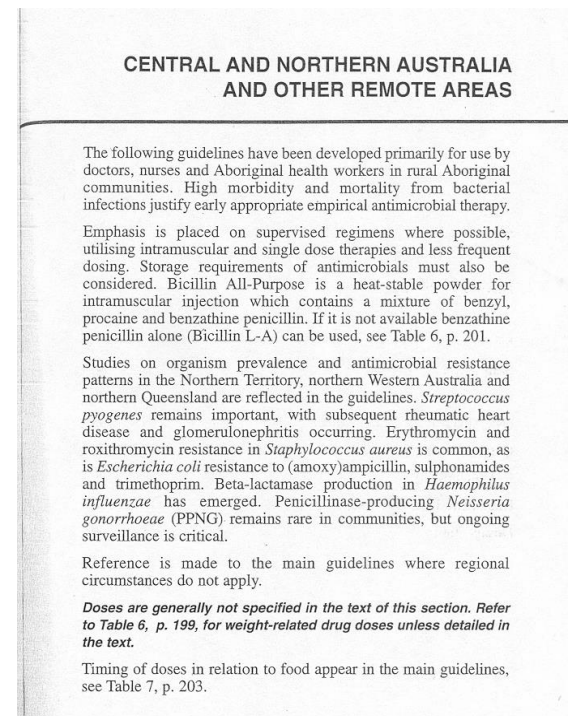 CENTRAL AND NORTHERN AUSTRALIA
AND OTHER REMOTE AREAS
The following guidelines have been developed primarily for use by
doctors, nurses and Aboriginal health workers in rural Aboriginal
communities. High morbidity and mortality from bacterial
infections justify early appropriate empirical antimicrobial therapy.
Emphasis is placed on supervised regimens where possible,
utilising intramuscular and single dose therapies and less frequent
dosing. Storage requirements of antimicrobials must also be
considered. Bicillin All-Purpose is a heat-stable powder for
intramuscular injection which contains a mixture of benzyl,
procaine and benzathine penicillin. If it is not available benzathine
penicillin alone (Bicillin L-A) can be used, see Table 6, p. 201.
Studies on organism prevalence and antimicrobial resistance
patterns in the Northern Territory, northern Western Australia and
northern Queensland are reflected in the guidelines. Streptococcus
pyogenes remains important, with subsequent rheumatic heart
disease and glomerulonephritis occurring. Erythromycin and
roxithromycin resistance in Staphylococcus aureus is common, as
is Escherichia coli resistance to (amoxy)ampicillin, sulphonamides
and trimethoprim. Beta-lactamase production in Haemophilus
influenzae has emerged. Penicillinase-producing Neisseria
gonorrhoeae (PPNG) remains rare in communities, but ongoing
surveillance is critical.
Reference is made to the main guidelines where regional
circumstances do not apply.
Doses are generally not specified in the text of this section. Refer
to Table 6, p. 199, for weight-related drug doses unless detailed in
the text.
Timing of doses in relation to food appear in the main guidelines,
see Table 7, p. 203.